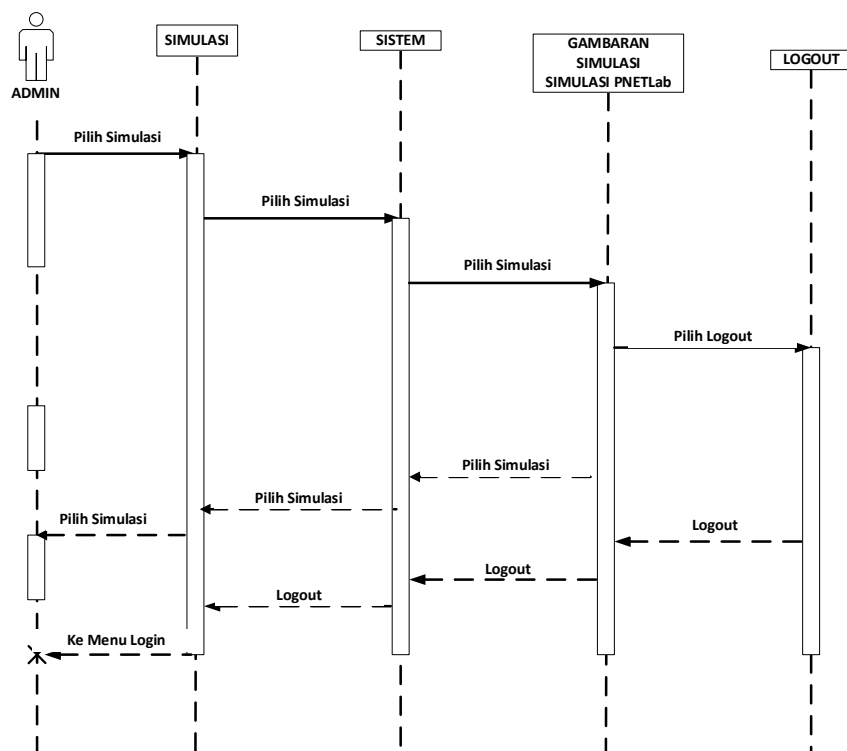 SIMULASI
SISTEM
GAMBARAN
SIMULASI
SIMULASI PNETLab
LOGOUT
ADMIN
Pilih Simulasi
Pilih Simulasi
Pilih Simulasi
Pilih Logout
Pilih Simulasi
Pilih Simulasi
Pilih Simulasi
Logout
Logout
Logout
Ke Menu Login